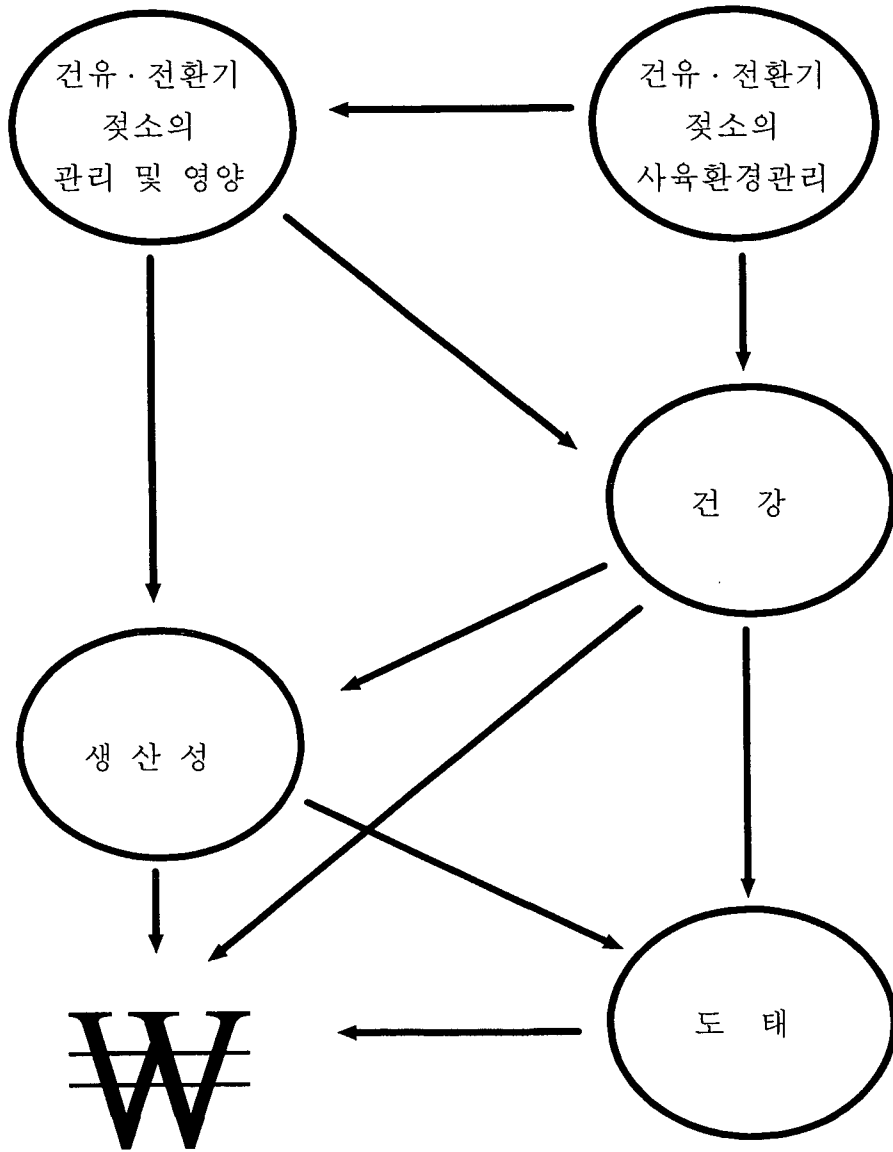 건유 · 전환기
젖소의
관리 및 영양
건유 · 전환기
젖소의
사육환경관리
건 강
생 산 성
도 태
₩